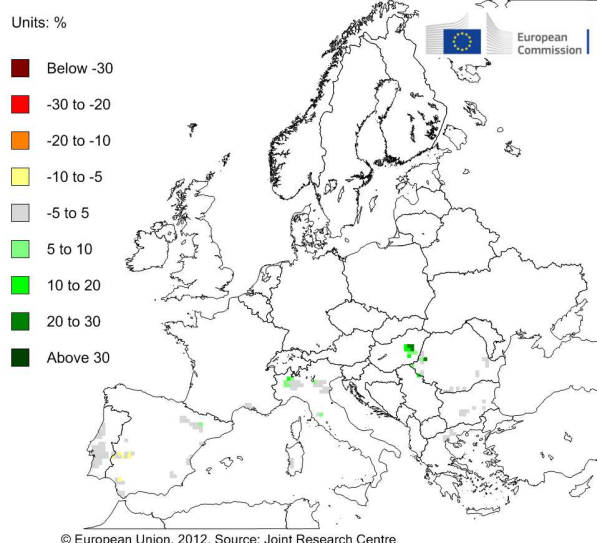 Units: %
European
Commission
Below -30
-30 to -20
-20 to -10
-10 to -5
-5 to 5
5 to 10
10 to 20
20 to 30
Above 30
© European Union, 2012. Source: Joint Research Centre